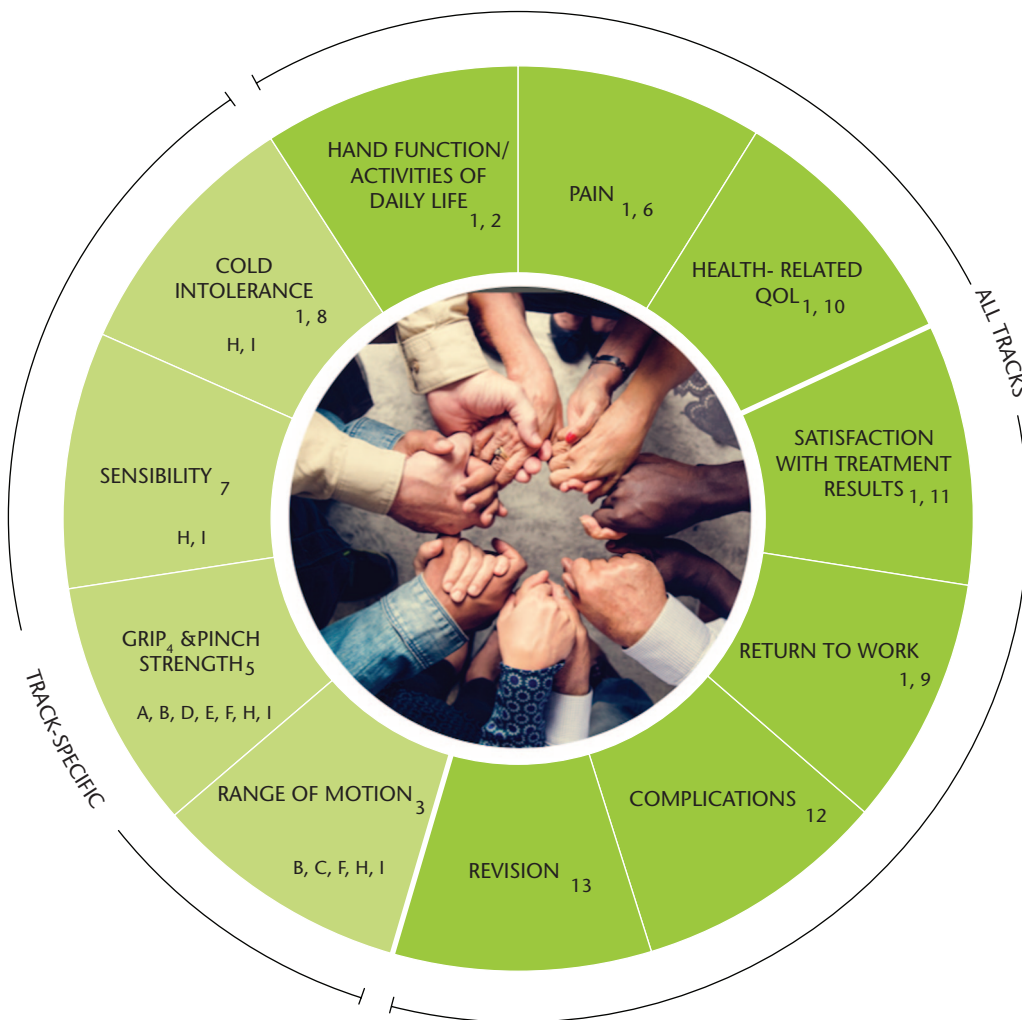 HAND FUNCTION/
ACTIVITIES OF
DAILY LIFE
1, 2
PAIN
1, 6
HEALTH- RELATED
QOL 1, 10
ALL TRACKS
SATISFACTION
WITH TREATMENT
RESULTS 1, 11
RETURN TO WORK
1, 9
COMPLICATIONS
12
REVISION 13
RANGE OF MOTION 3
B, C, F, H, I
TRACK-SPECIFIC
GRIP 4 &PINCH
STRENGTH 5
A, B, D, E, F, H, I
SENSIBILITY 7
H, I
COLD
INTOLERANCE
1, 8
H, I